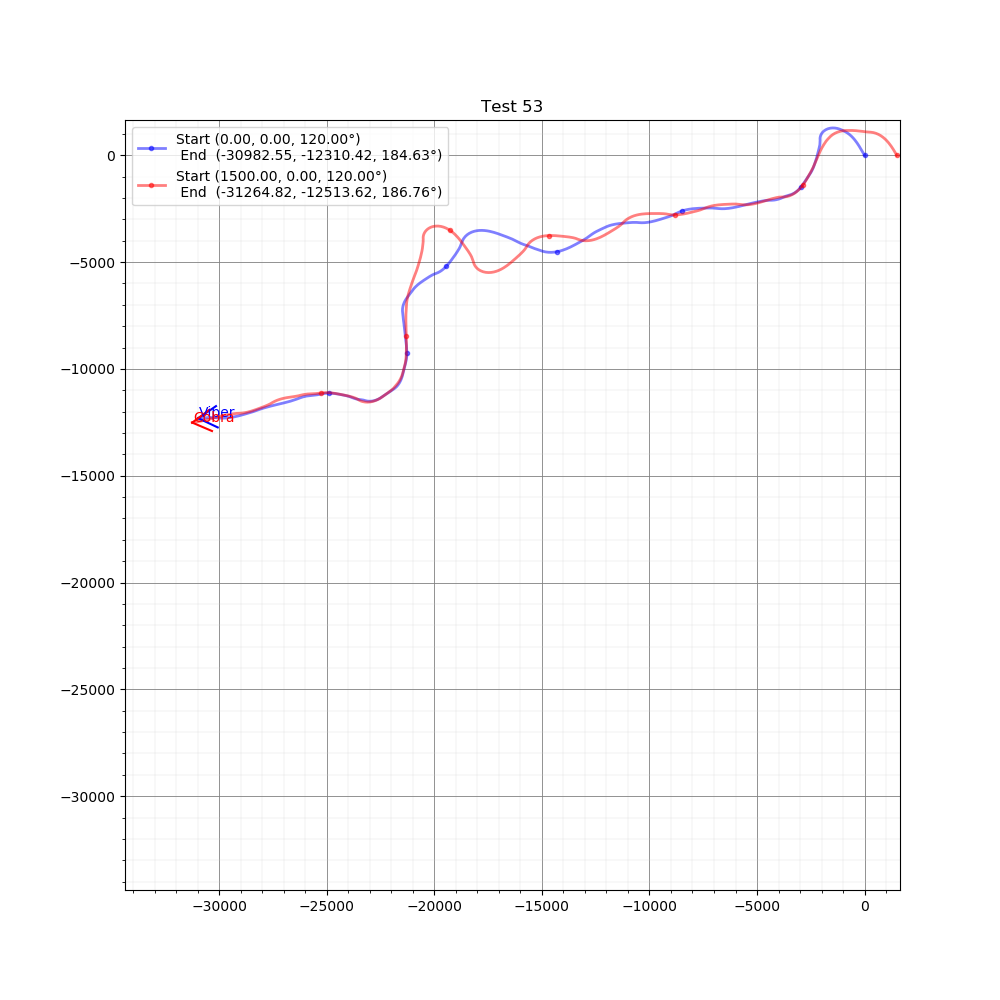 Test 53
Start (0.00, 0.00, 120.00°)
End (-30982.55, -12310.42, 184.63°)
Start (1500.00, 0.00, 120.00°)
End (-31264.82, -12513.62, 186.76°)
0
−5000
−10000
−15000
−20000
−25000
−30000
Viper
Cobra
−30000 −25000 −20000 −15000 −10000 −5000 0